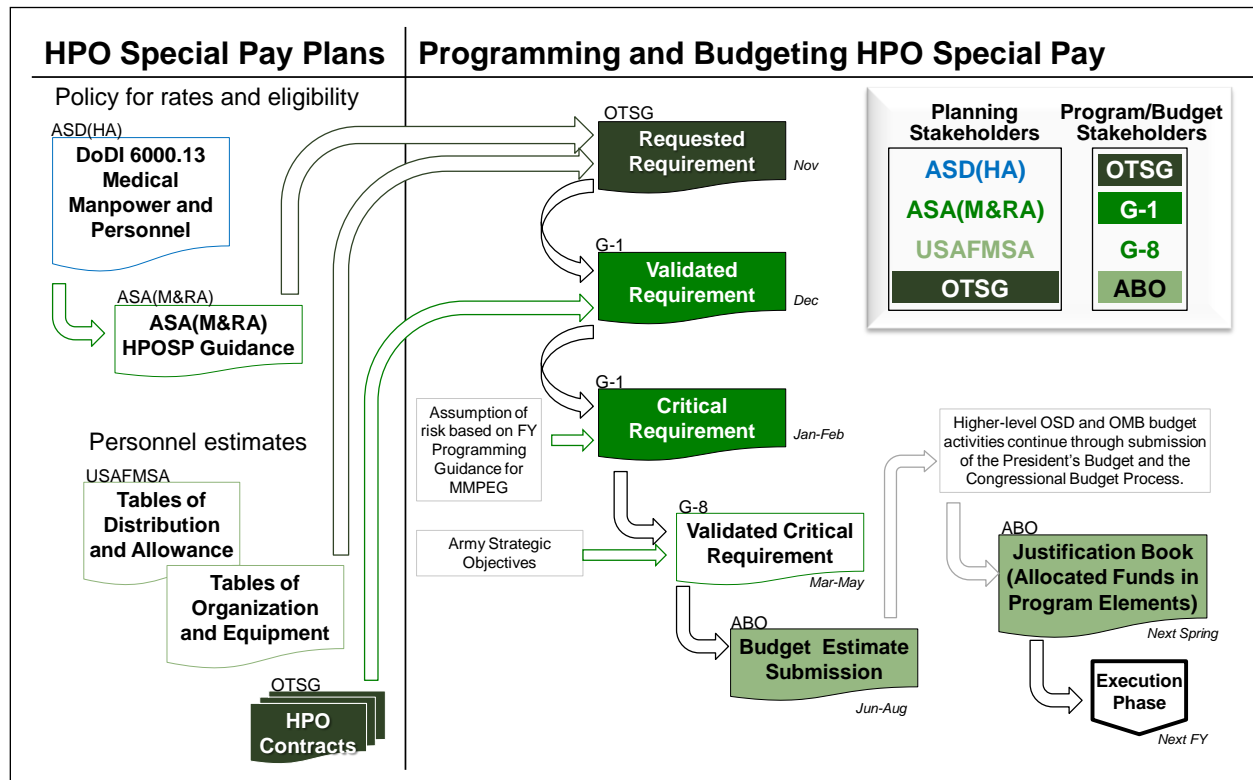 HPO Special Pay Plans
Policy for rates and eligibility
ASD(HA)
DoDI 6000.13
Medical
Manpower and
Personnel
ASA(M&RA)
ASA(M&RA)
HPOSP Guidance
Personnel estimates
USAFMSA
Tables of
Distribution
and Allowance
Tables of
Organization
and Equipment
OTSG
HPO
Contracts
Programming and Budgeting HPO Special Pay
OTSG
Requested
Requirement
Nov
G-1
Validated
Requirement
Dec
G-1
Critical
Requirement
Jan-Feb
Assumption of
risk based on FY
Programming
Guidance for
MMPEG
G-8
Validated Critical
Requirement
Mar-May
Army Strategic
Objectives
ABO
Budget Estimate
Submission
Jun-Aug
Higher-level OSD and OMB budget
activities continue through submission
of the President’s Budget and the
Congressional Budget Process.
ABO
Justification Book
(Allocated Funds in
Program Elements)
Next Spring
Execution
Phase
Next FY
Planning
Stakeholders
ASD(HA)
ASA(M&RA)
USAFMSA
OTSG
Program/Budget
Stakeholders
OTSG
G-1
G-8
ABO